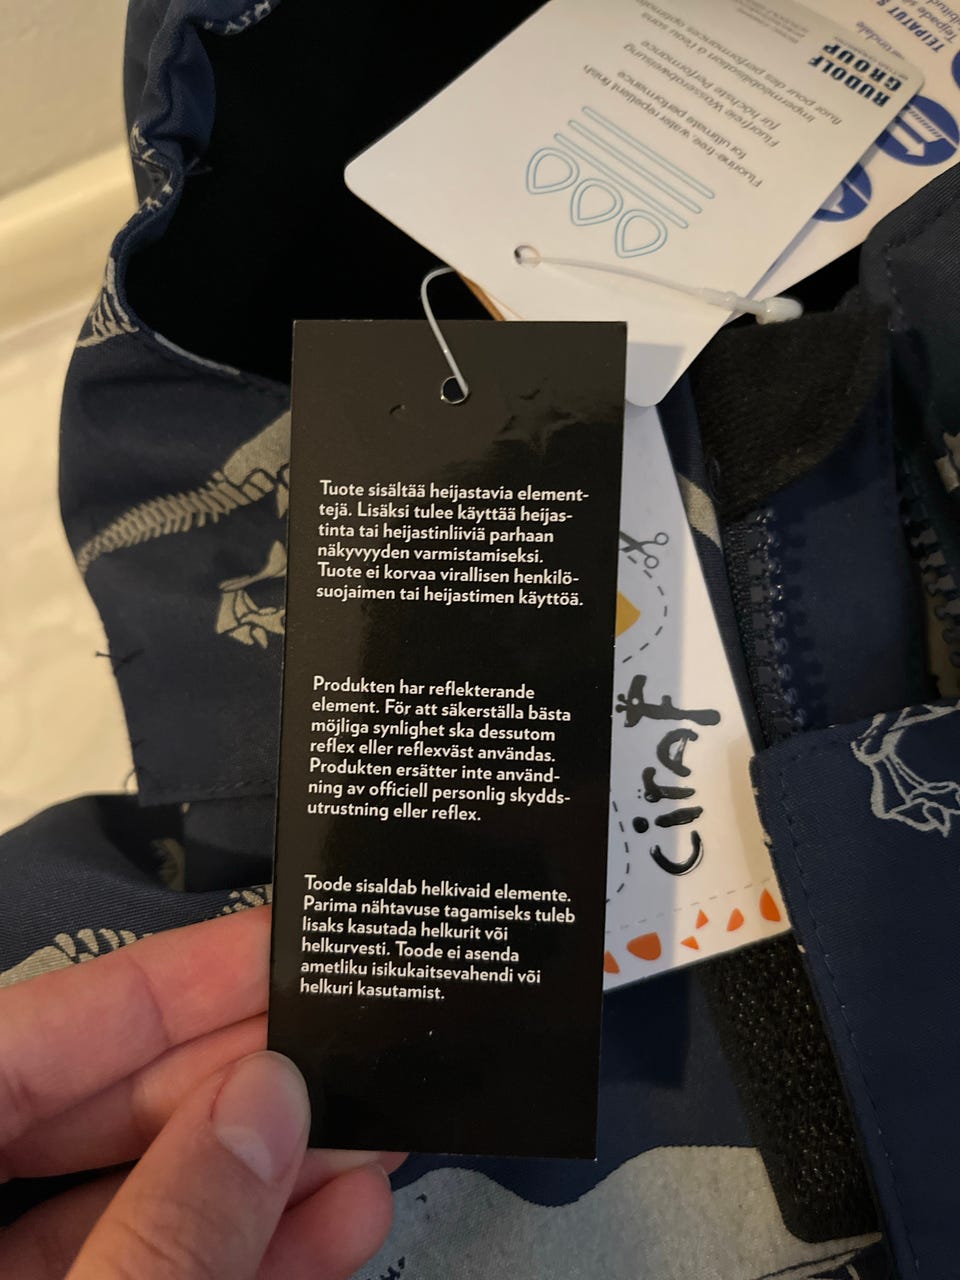 Tuote sisältää heijastavia element-
tejä. Lisäksi tulee käyttää heijas-
tinta tai heijastinliiviä parhaan
näkyvyyden varmistamiseksi.
Tuote ei korvaa virallisen henkilö-
suojaimen tai heijastimen käyttöä.
Produkten har reflekterande
element. För att säkerställa bästa
möjliga synlighet ska dessutom
reflex eller reflexväst användas.
Produkten ersätter inte använd-
ning av officiell personlig skydds-
utrustning eller reflex.
Toode sisaldab helkivaid elemente.
Parima nähtavuse tagamiseks tuleb
lisaks kasutada helkurit või
helkurvesti. Toode ei asenda
ametliku isikukaitsevahendi või
helkuri kasutamist.
ciraf
Fluorine-free, water repellent finish
for ultimate performance
Fluorfreie Wasserabweisung
für höchste Performance
imperméabilisation à l'eau sans
fluor pour des performances optimales
RUDOLF
GROUP
TEIPATUT S
Teipade se